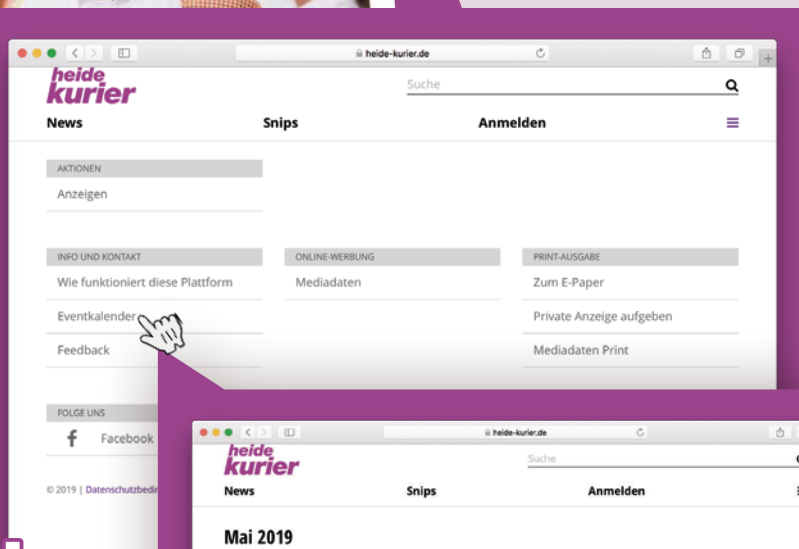 heide-kurier.de
heide
kurier
Suche
News Snips Anmelden
AKTIONEN
Anzeigen
INFO UND KONTAKT ONLINE-WERBUNG PRINT-AUSGABE
Wie funktioniert diese Plattform Mediadaten Zum E-Paper
Eventkalender Private Anzeige aufgeben
Feedback Mediadaten Print
FOLGE UNS
Facebook
© 2019 | Datenschutzbedin
heide-kurier.de
heide
kurier
Suche
News Snips Anmelden
Mai 2019